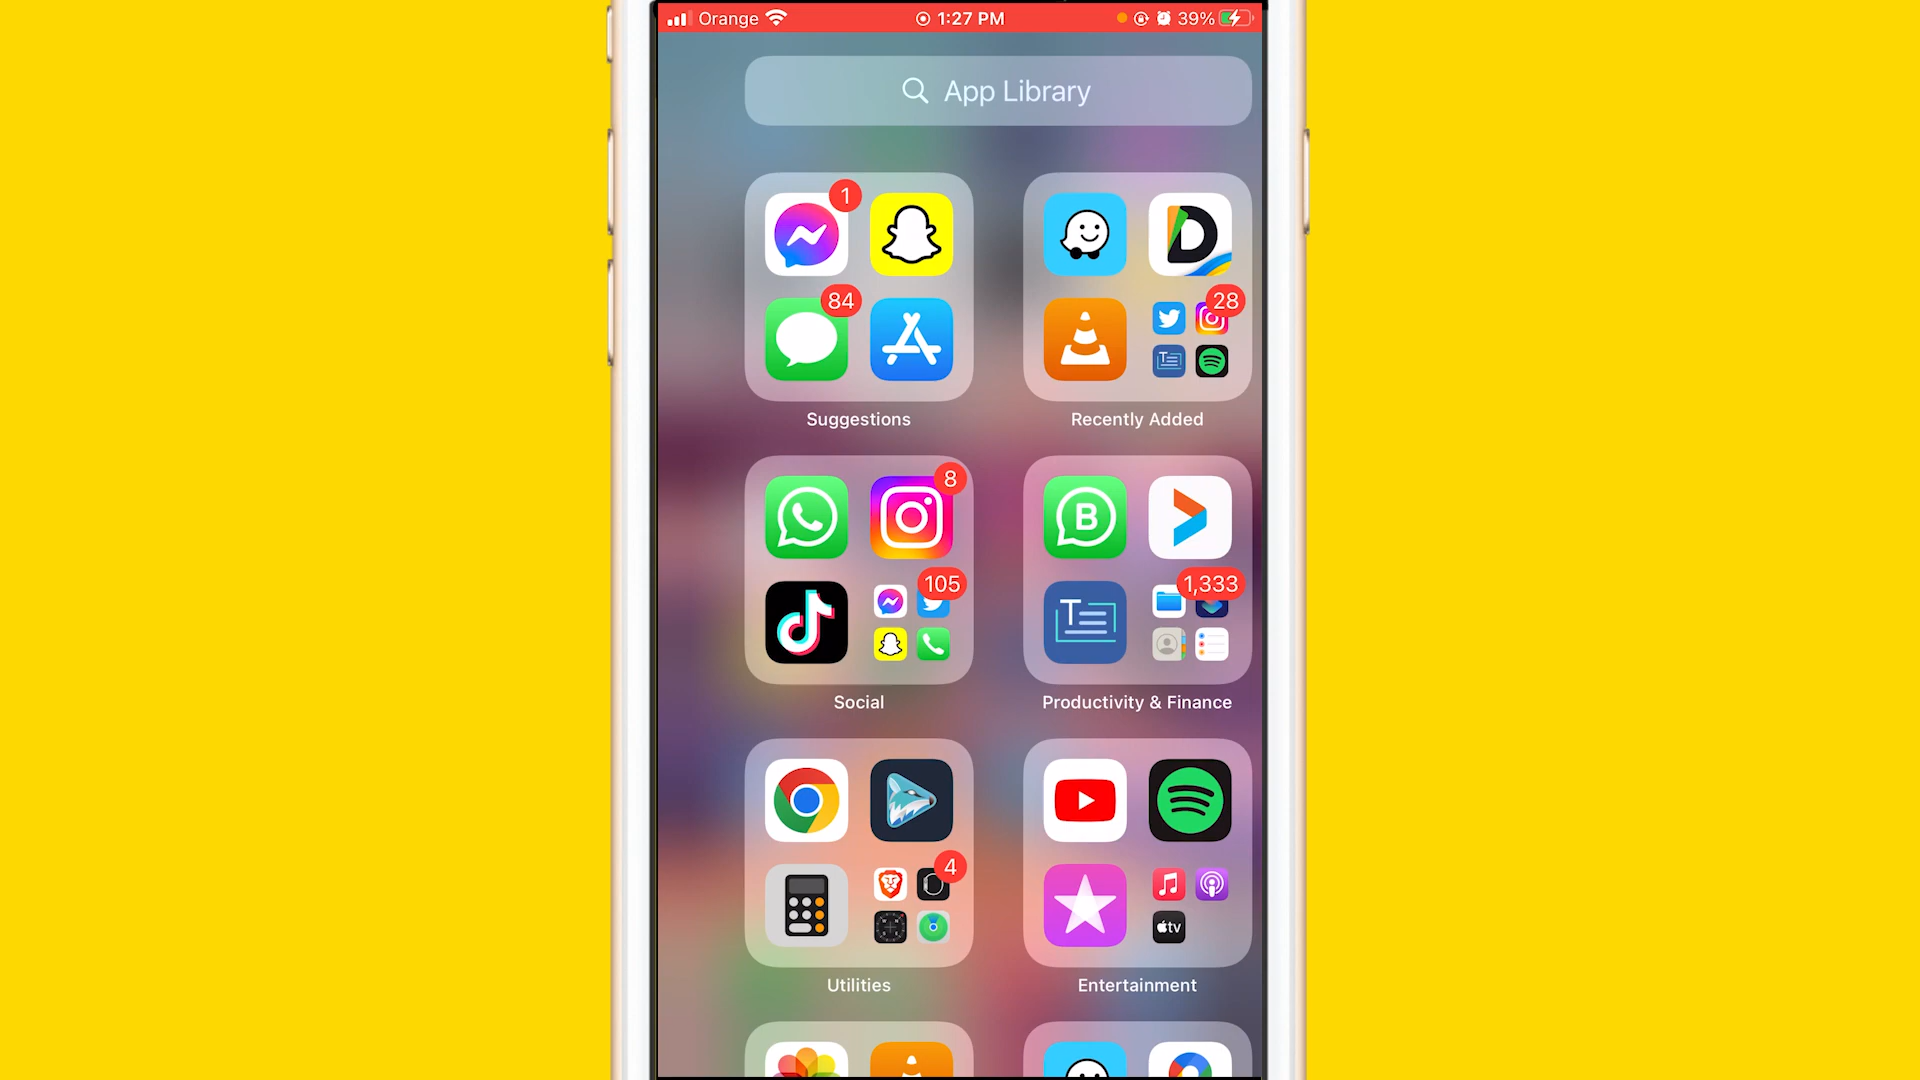 Orange 1:27 PM 39%
App Library
1
84
28
Suggestions Recently Added
8
B
105 1,333
T
Social Productivity & Finance
4
tv
Utilities Entertainment